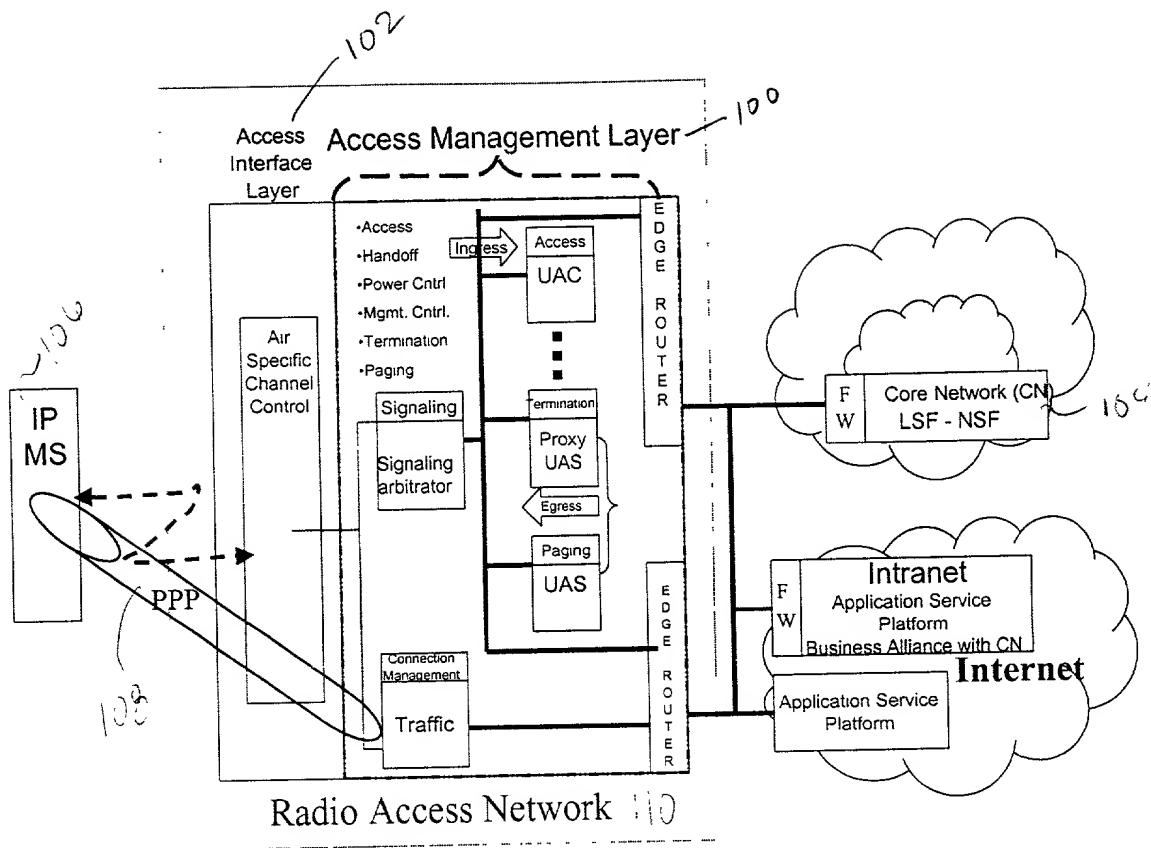 102
100
Access
Interface
Layer
Access Management Layer
•Access
•Handoff
•Power Cntrl
•Mgmt. Cntrl.
•Termination
•Paging
Ingress
Access
UAC
EDGE ROUTER
106
IP
MS
Air
Specific
Channel
Control
Signaling
Signaling
arbitrator
Termination
Proxy
UAS
Egress
Paging
UAS
FW
Core Network (CN)
LSF - NSF
PPP
108
Connection
Management
Traffic
EDGE ROUTER
FW
Intranet
Application Service
Platform
Business Alliance with CN
Internet
Application Service
Platform
Radio Access Network 110